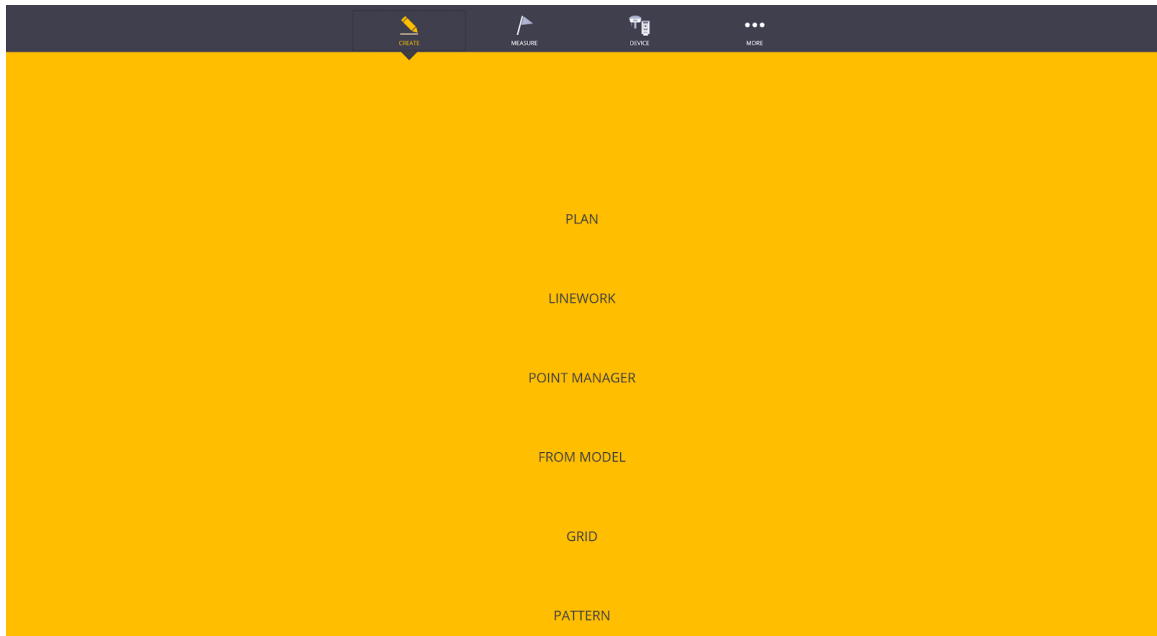 CREATE
MEASURE
DEVICE
MORE
PLAN
LINEWORK
POINT MANAGER
FROM MODEL
GRID
PATTERN